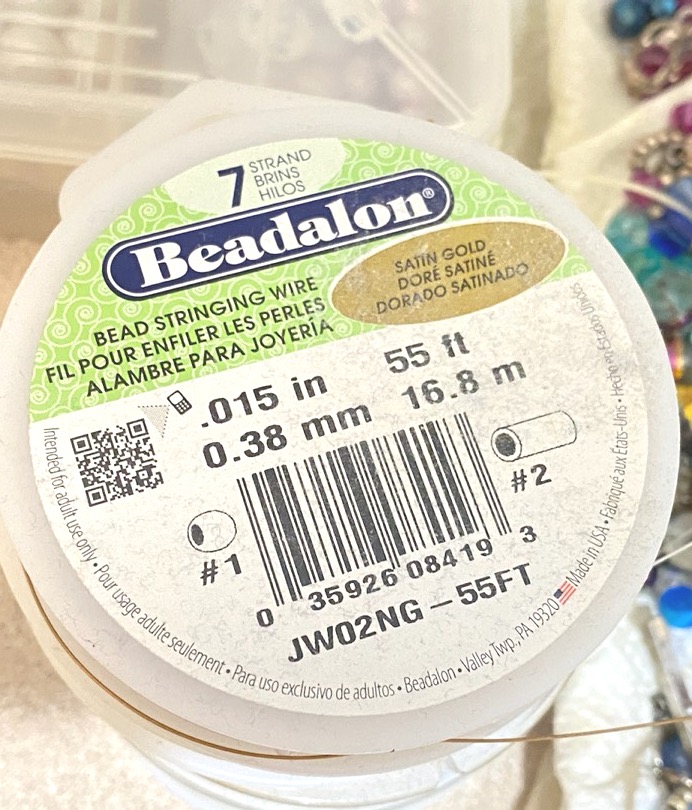 7 STRAND
BRINS
HILOS
Beadalon®
SATIN GOLD
DORÉ SATINÉ
DORADO SATINADO
BEAD STRINGING WIRE
FIL POUR ENFILER LES PERLES
ALAMBRE PARA JOYERÍA
.015 in 55 ft
0.38 mm 16.8 m
#1
#2
0 35926 08419 3
JW02NG – 55FT
Intended for adult use only • Pour usage adulte seulement • Para uso exclusivo de adultos • Beadalon • Valley Twp., PA 19320 Made in USA • Fabriqué aux États-Unis • Hecho en Estados Unidos